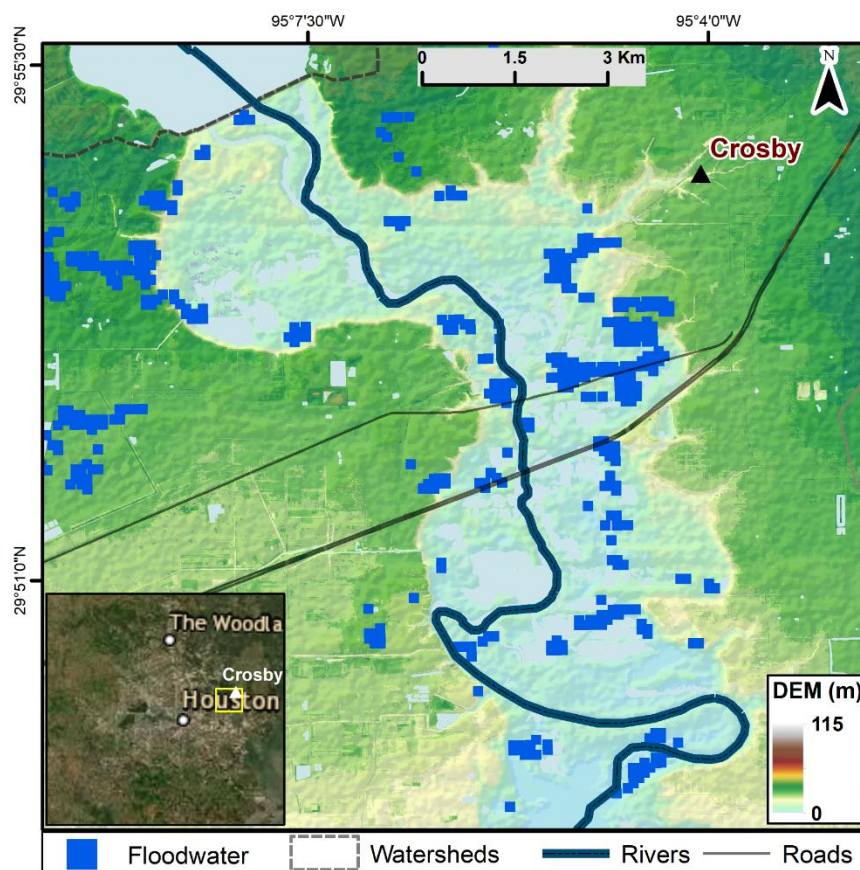 95°7'30"W
95°4'0"W
29°55'30"N
0
1.5
3 Km
N
Crosby
29°51'0"N
The Woodla
Crosby
Houston
DEM (m)
115
0
Floodwater
Watersheds
Rivers
Roads